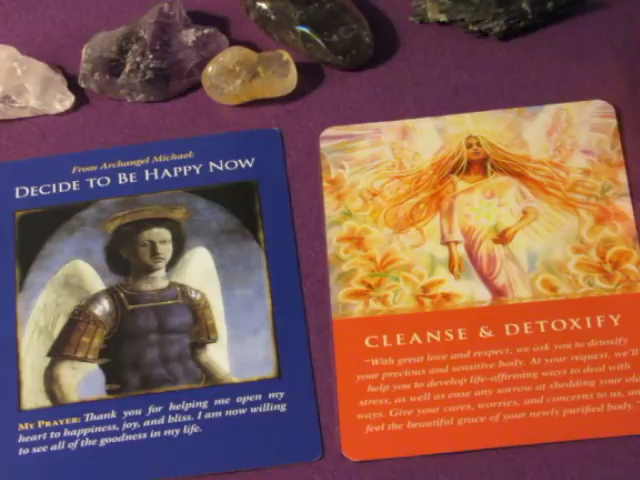 From Archangel Michael:
DECIDE TO BE HAPPY NOW
MY PRAYER: Thank you for helping me open my
heart to happiness, joy, and bliss. I am now willing
to see all of the goodness in my life.
CLEANSE & DETOXIFY
"With great love and respect, we ask you to detoxify
your precious and sensitive body. At your request, we'll
help you to develop life-affirming ways to deal with
stress, as well as ease any sorrow at shedding your old
ways. Give your cares, worries, and concerns to us, and
feel the beautiful grace of your newly purified body."